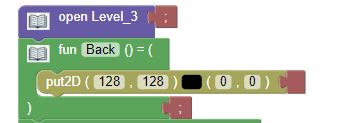 open Level_3 ;
fun Back () = (
put2D ( 128 , 128 ) ( 0 , 0 )
) ;